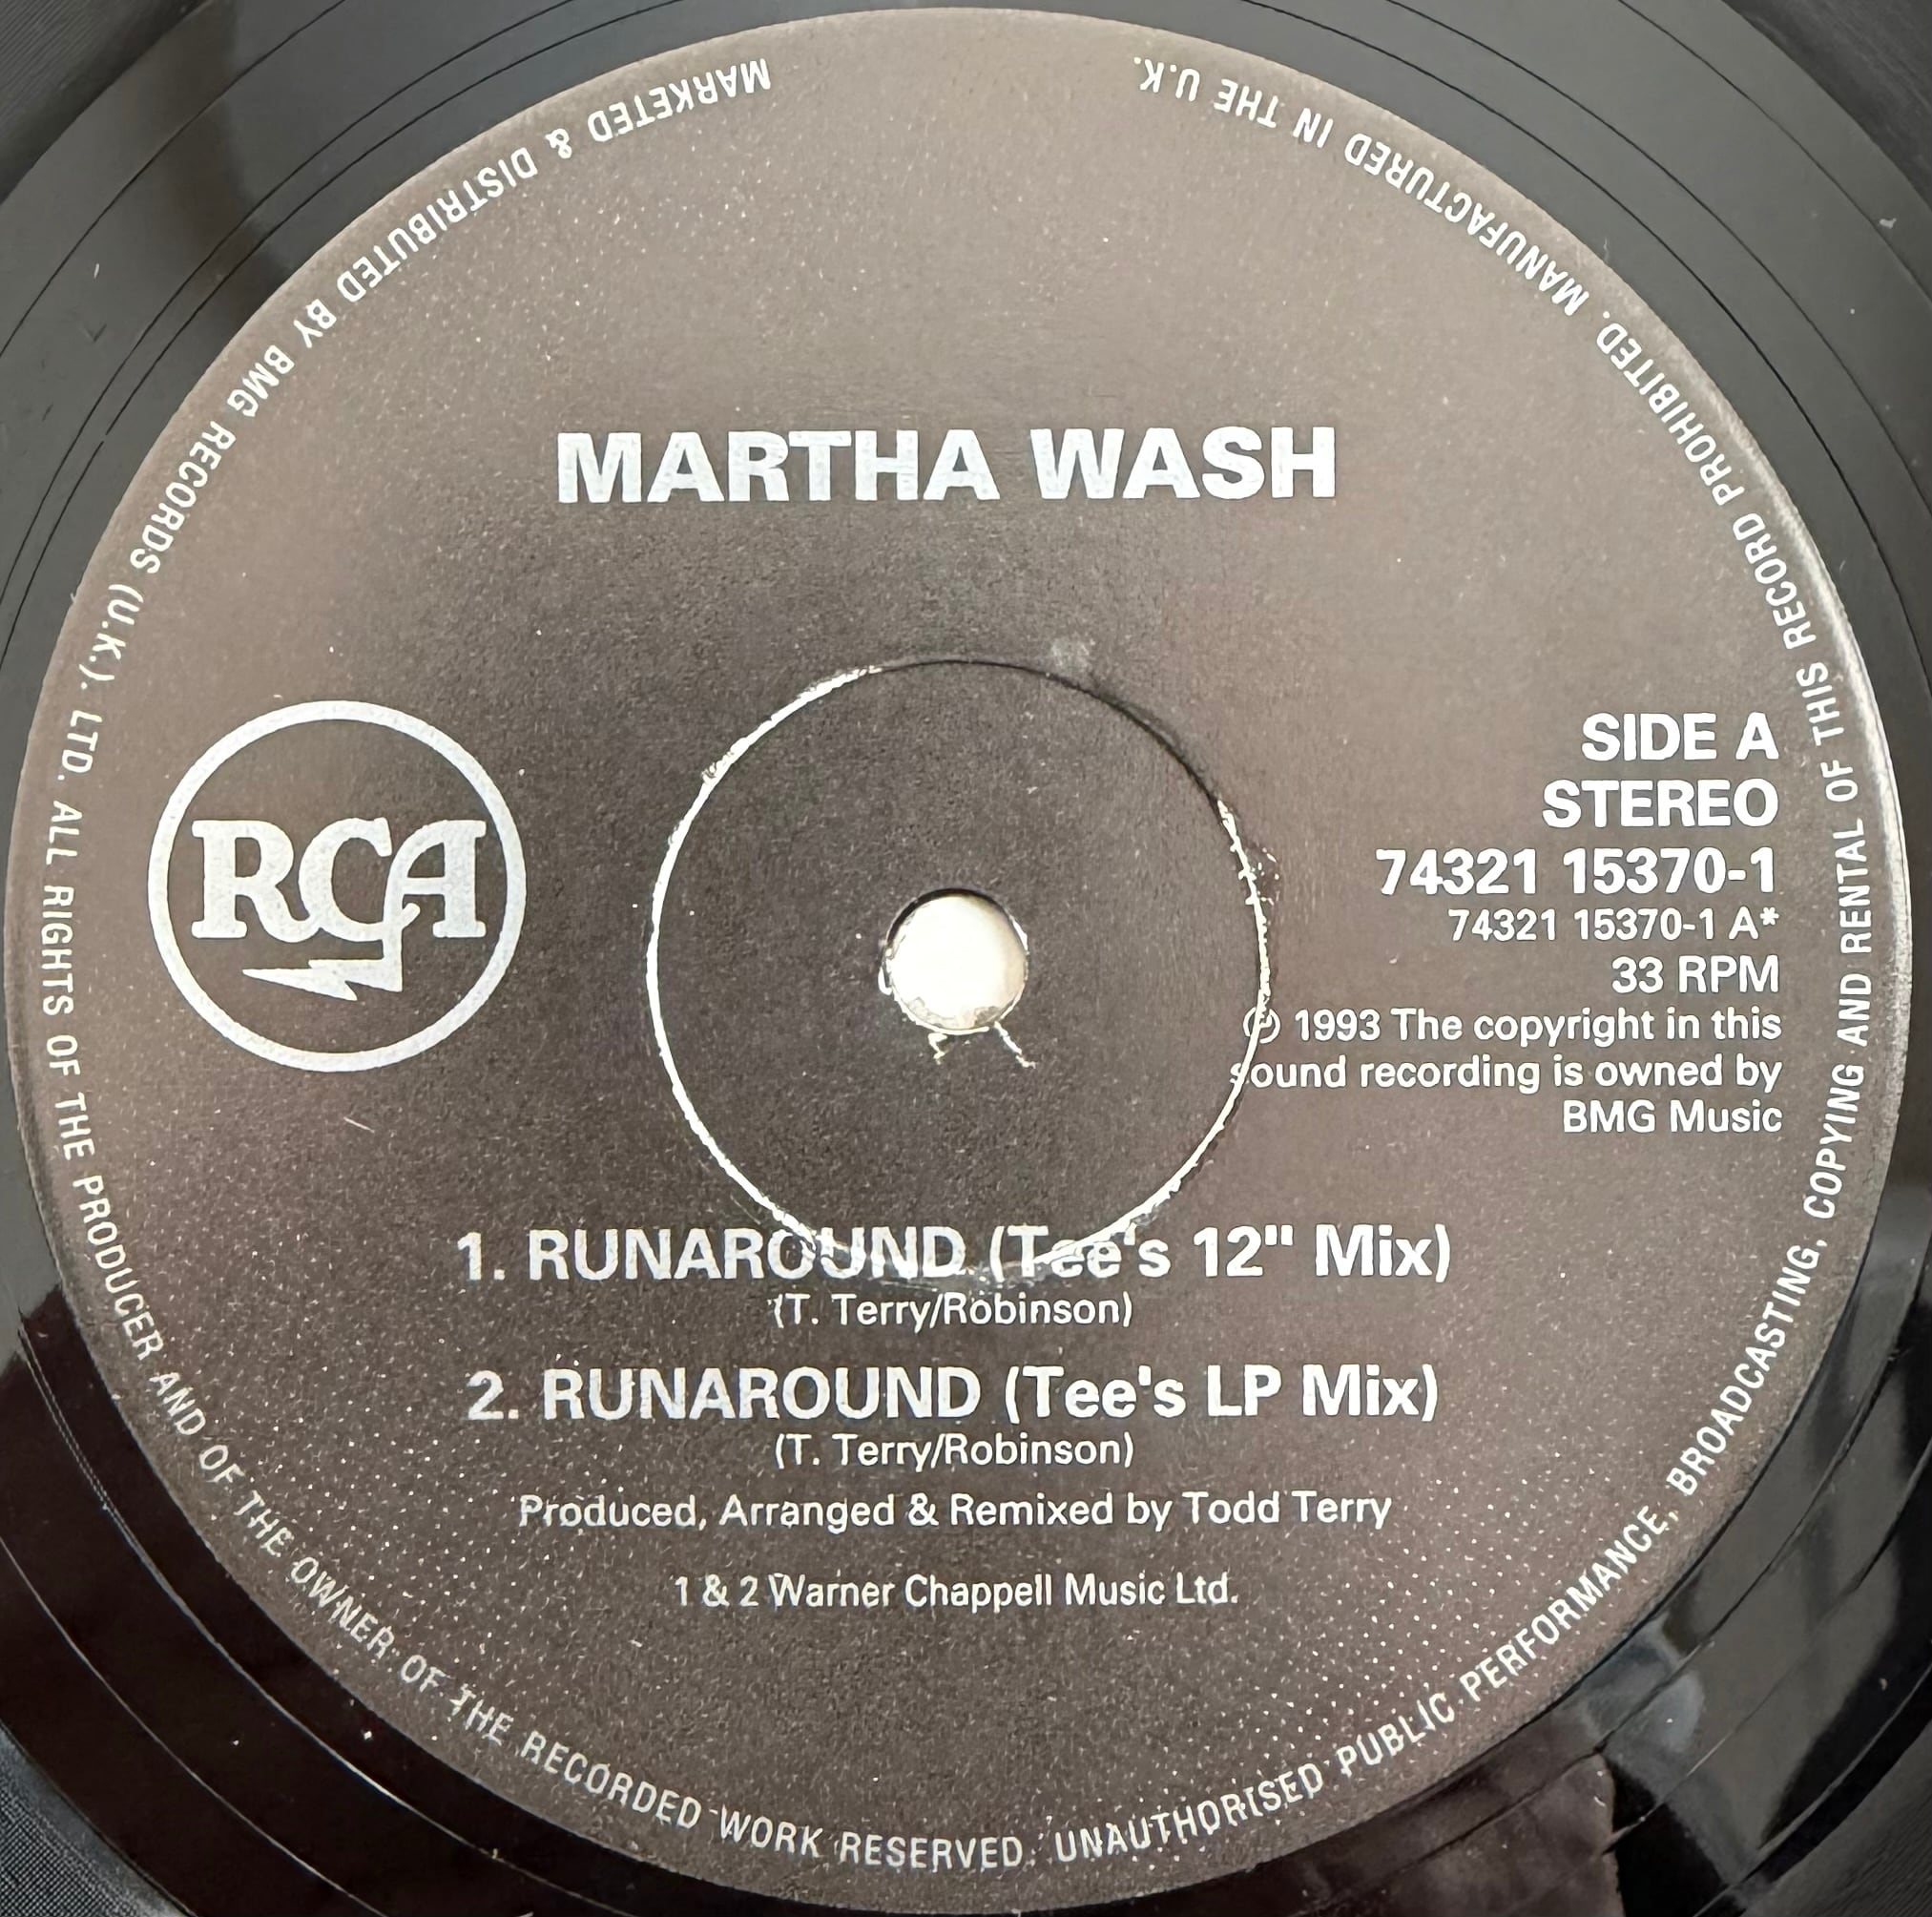 MARTHA WASH
RCA
SIDE A
STEREO
74321 15370-1
74321 15370-1 A*
33 RPM
℗ 1993 The copyright in this
sound recording is owned by
BMG Music
1. RUNAROUND (Tee's 12" Mix)
(T. Terry/Robinson)
2. RUNAROUND (Tee's LP Mix)
(T. Terry/Robinson)
Produced, Arranged & Remixed by Todd Terry
1 & 2 Warner Chappell Music Ltd.
MARKETED & DISTRIBUTED BY BMG RECORDS (U.K.). LTD. ALL RIGHTS OF THE PRODUCER AND OF THE OWNER OF THE RECORDED WORK RESERVED. UNAUTHORISED PUBLIC PERFORMANCE, BROADCASTING, COPYING AND RENTAL OF THIS RECORD PROHIBITED. MANUFACTURED IN THE U.K.